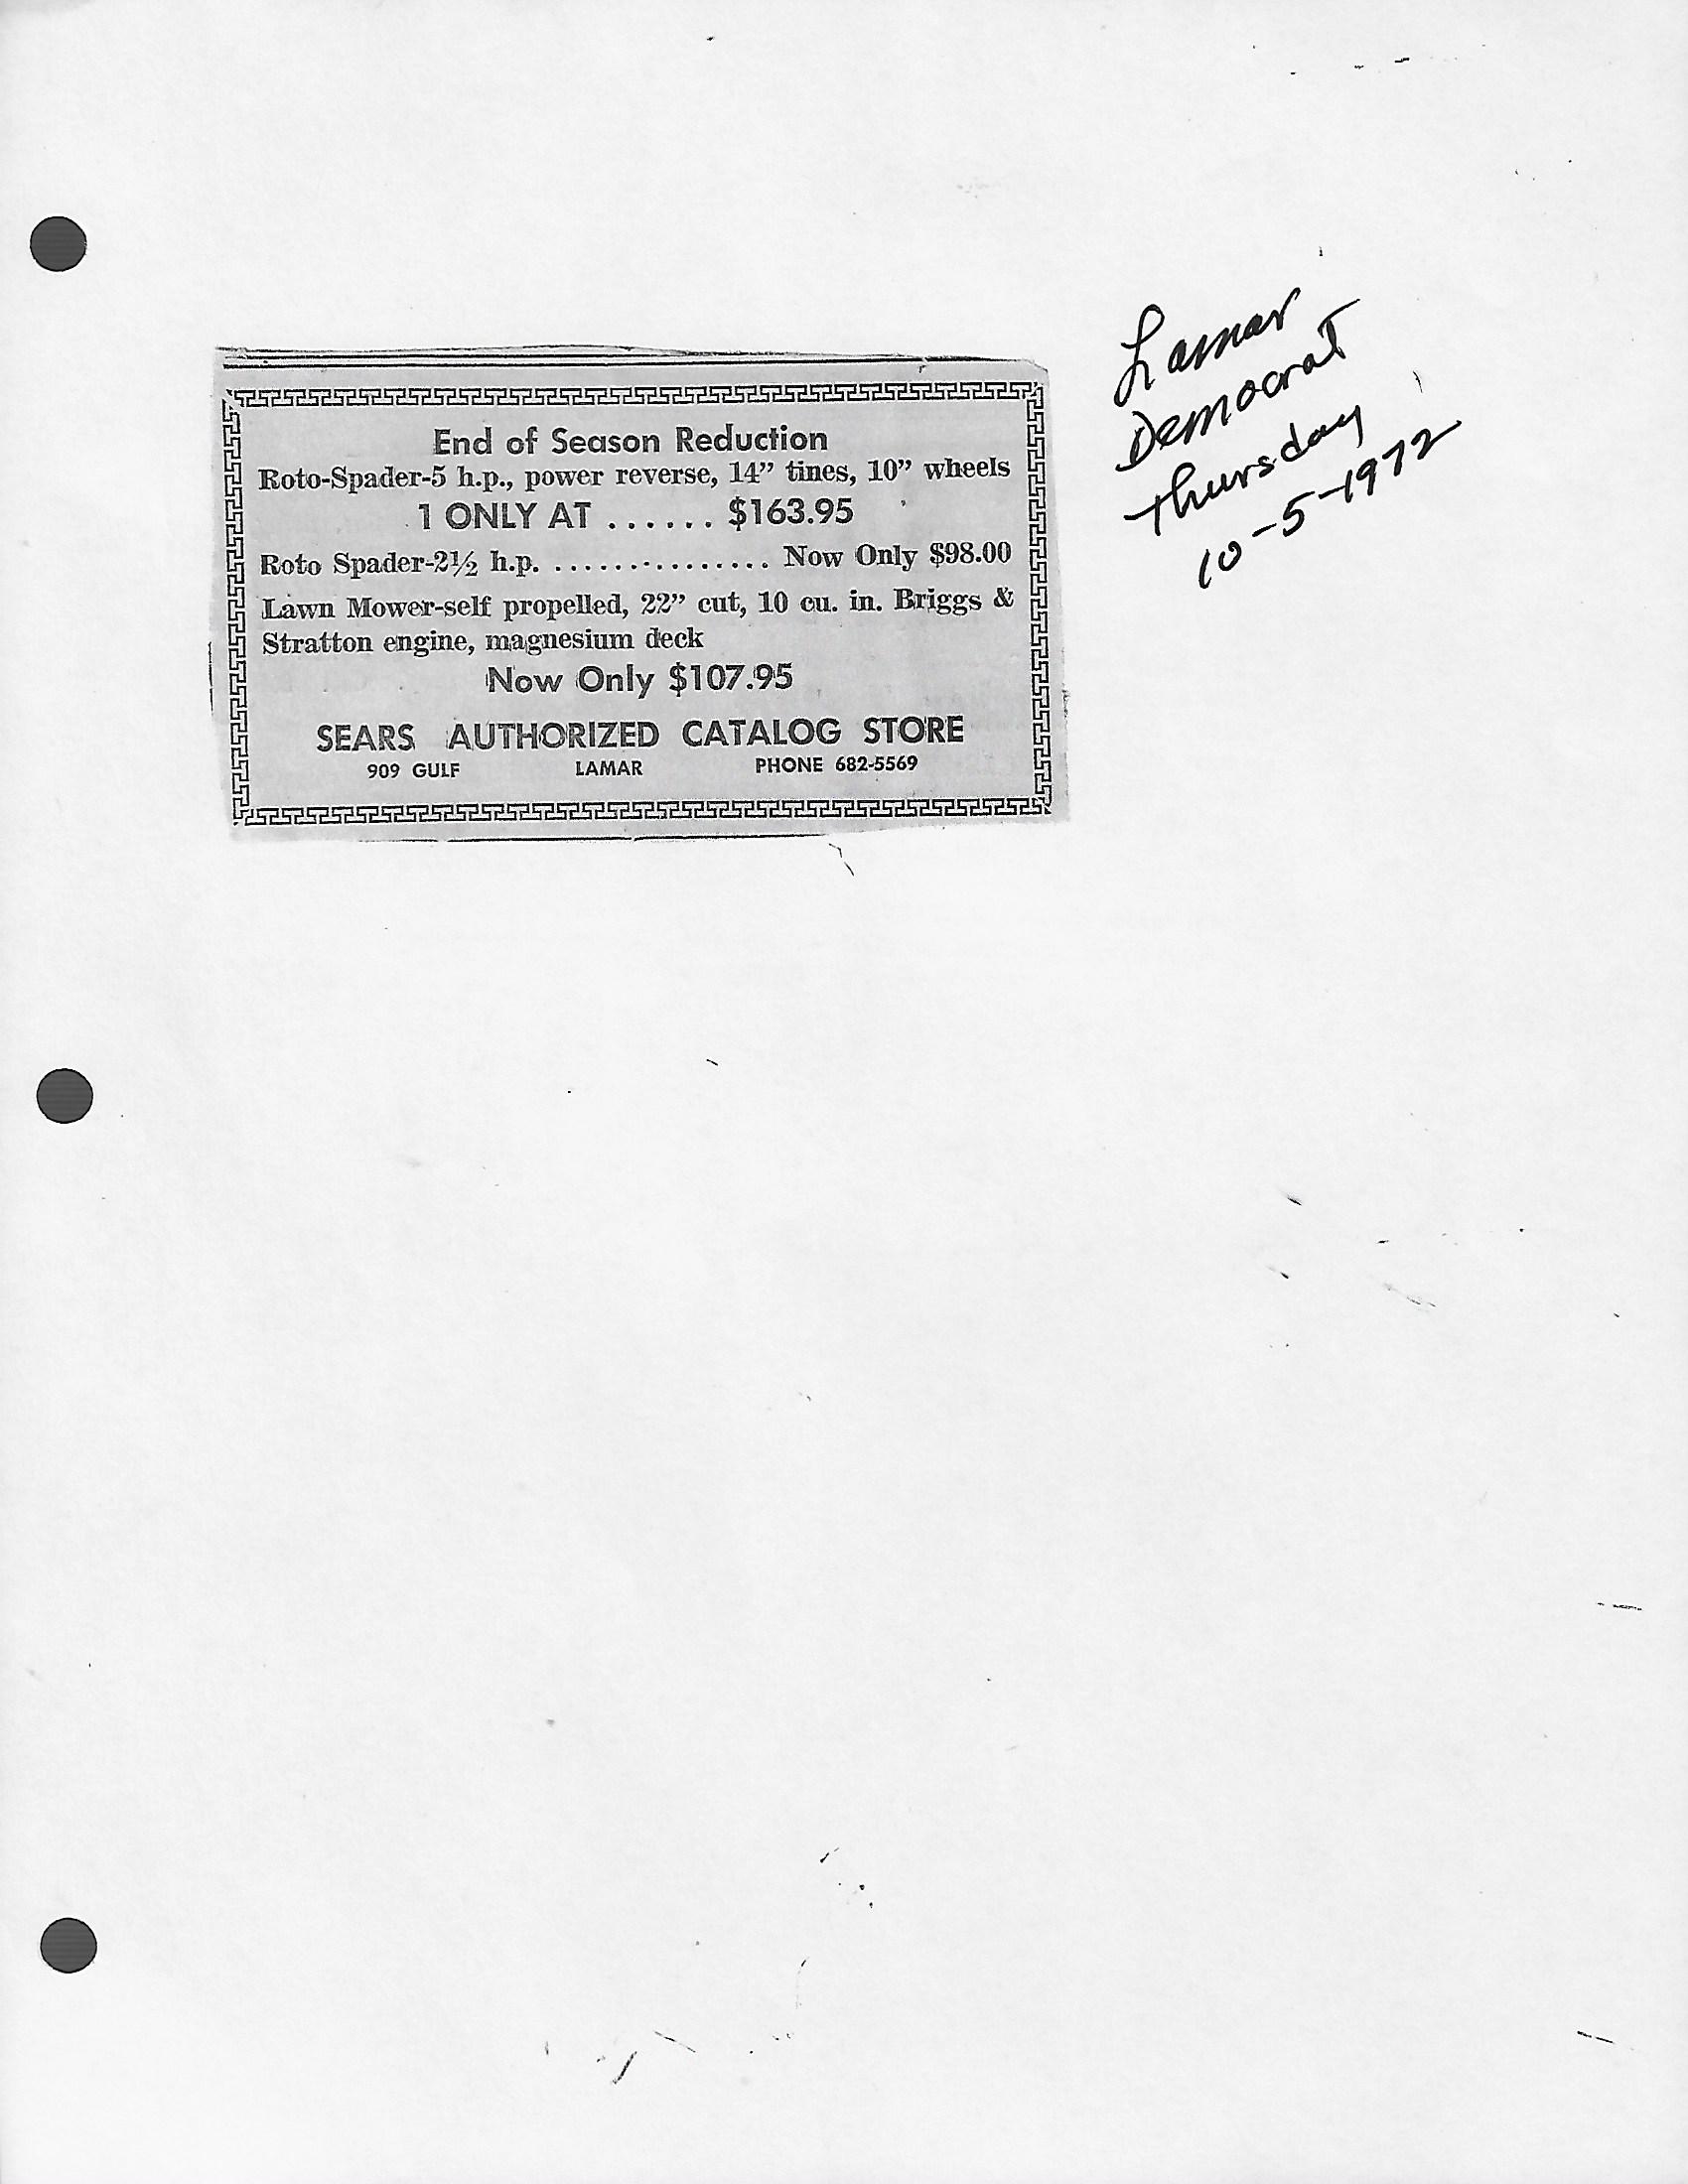 End of Season Reduction
Roto-Spader-5 h.p., power reverse, 14” tines, 10” wheels
1 ONLY AT ...... $163.95
Roto Spader-2½ h.p. ............... Now Only $98.00
Lawn Mower-self propelled, 22” cut, 10 cu. in. Briggs &
Stratton engine, magnesium deck
Now Only $107.95
SEARS AUTHORIZED CATALOG STORE
909 GULF LAMAR PHONE 682-5569
Lamar
Democrat
Thursday
10-5-1972